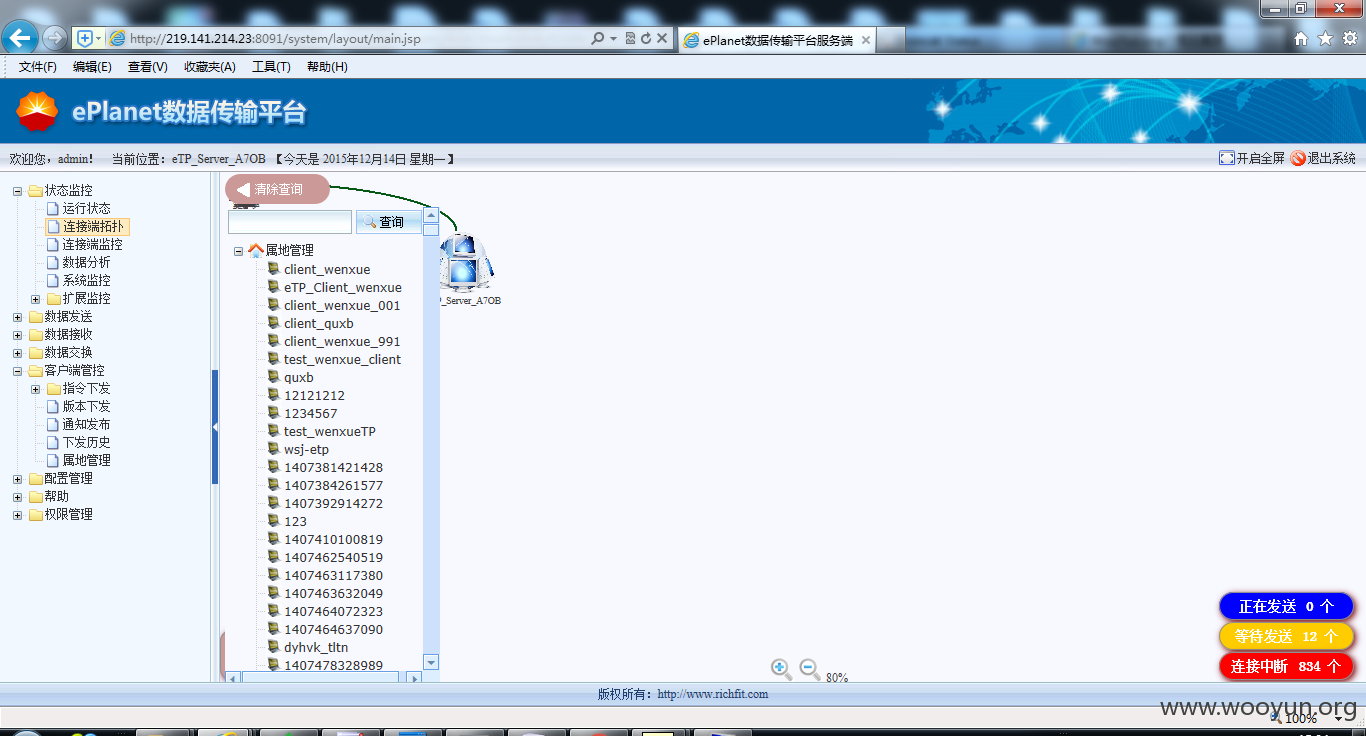 http://219.141.214.23:8091/system/layout/main.jsp
ePlanet数据传输平台服务端
文件(F) 编辑(E) 查看(V) 收藏夹(A) 工具(T) 帮助(H)
ePlanet数据传输平台
欢迎您，admin! 当前位置：eTP_Server_A7OB 【今天是 2015年12月14日 星期一】
开启全屏 退出系统
状态监控
运行状态
连接端拓扑
连接端监控
数据分析
系统监控
扩展监控
数据发送
数据接收
数据交换
客户端管控
指令下发
版本下发
通知发布
下发历史
属地管理
配置管理
帮助
权限管理
清除查询
查询
属地管理
client_wenxue
eTP_Client_wenxue
client_wenxue_001
client_quxb
client_wenxue_991
test_wenxue_client
quxb
12121212
1234567
test_wenxueTP
wsj-etp
1407381421428
1407384261577
1407392914272
123
1407410100819
1407462540519
1407463117380
1407463632049
1407464072323
1407464637090
dyhvk_tltn
1407478328989
P_Server_A7OB
正在发送 0 个
等待发送 12 个
连接中断 834 个
80%
版权所有：http://www.richfit.com
www.wooyun.org
100%